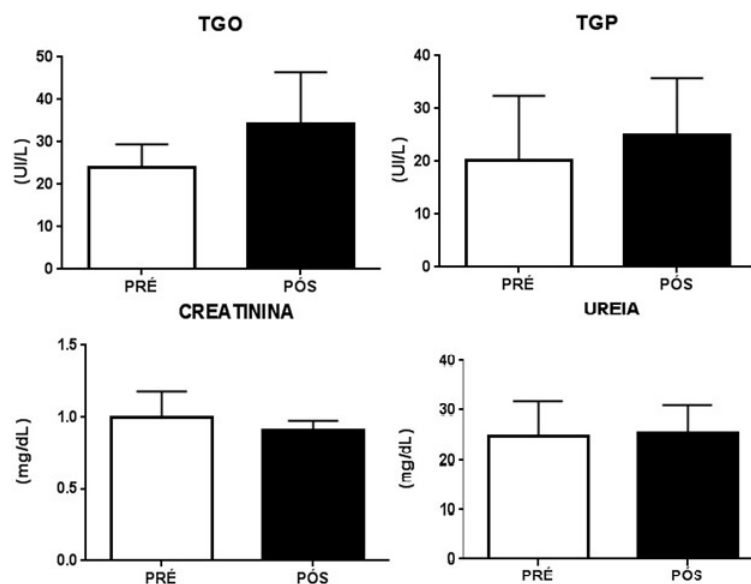 TGO
50
40
30
20
10
0
(UI/L)
PRÉ
PÓS
TGP
40
30
20
10
0
(UI/L)
PRÉ
PÓS
CREATININA
1.5
1.0
0.5
0.0
(mg/dL)
PRÉ
PÓS
UREIA
40
30
20
10
0
(mg/dL)
PRÉ
PÓS